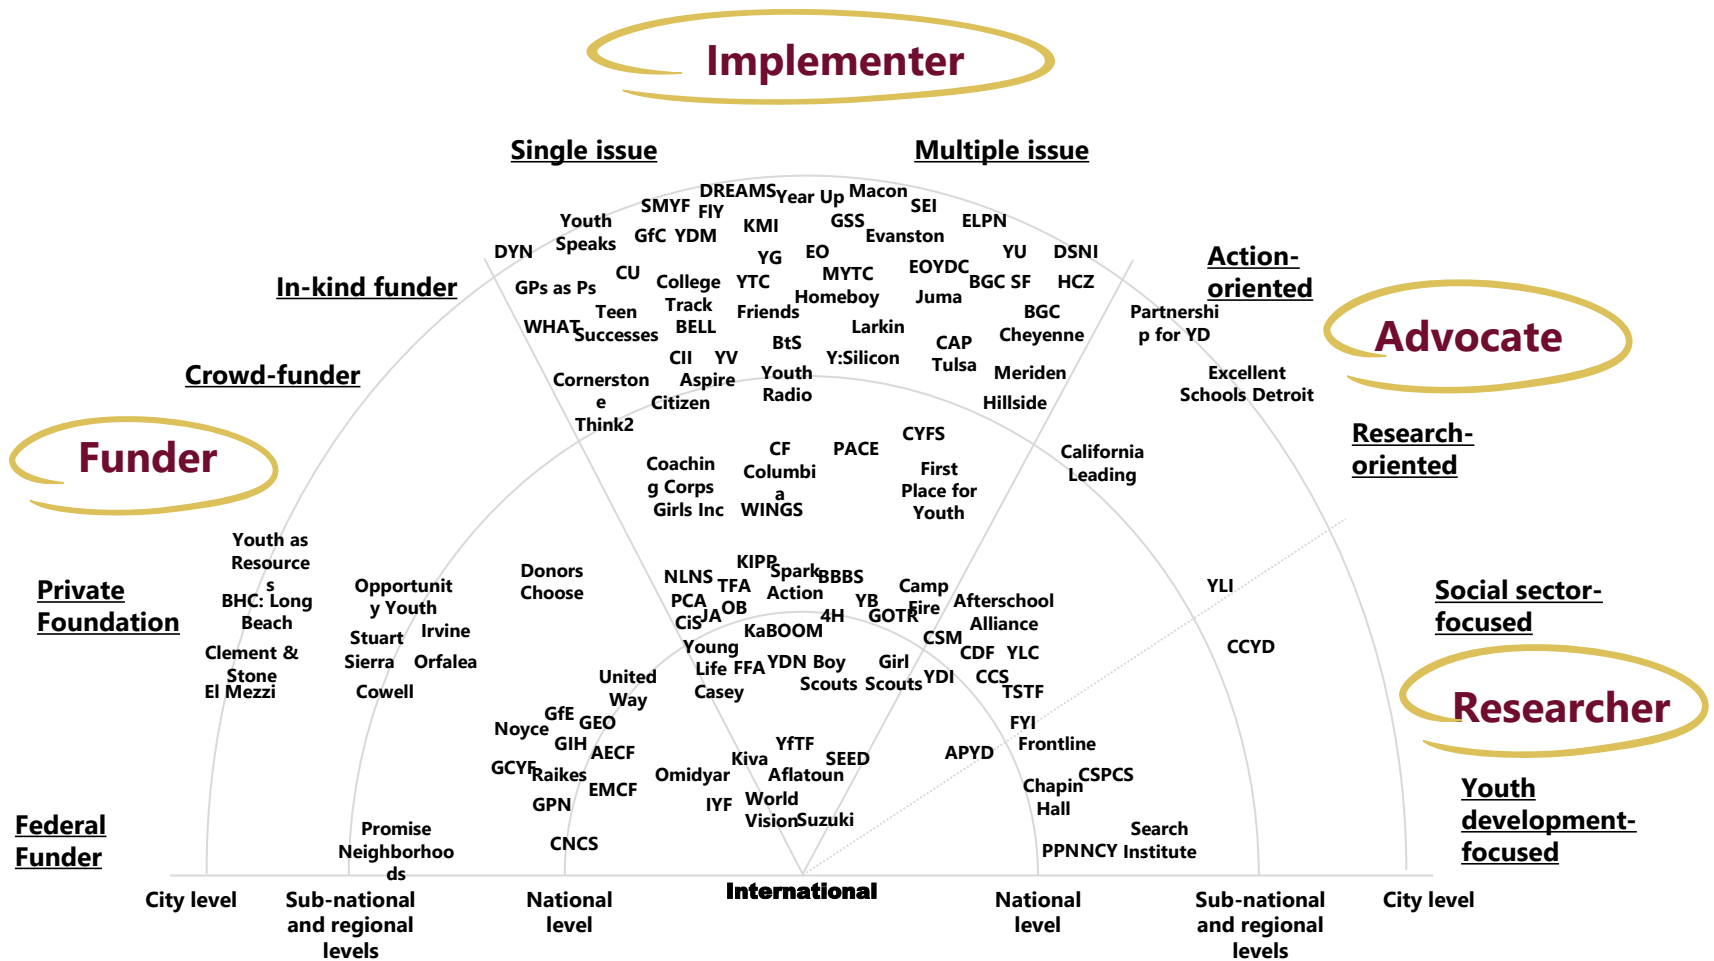 Implementer
Single issue
Multiple issue
DREAMS
Year Up
Macon
SMYF
FIY
SEI
Youth
Speaks
KMI
GSS
ELPN
GfC
YDM
Evanston
DYN
YG
EO
YU
DSNI
Action-
oriented
In-kind funder
GPs as Ps
CU
College
Track
YTC
MYTC
EOYDC
BGC SF
HCZ
Homeboy
Juma
Teen
Successes
WHAT
BELL
Friends
Larkin
BGC
Cheyenne
Partnershi
p for YD
Advocate
BtS
CAP
Tulsa
CII
YV
Y:Silicon
Crowd-funder
Cornerston
e
Aspire
Youth
Radio
Meriden
Excellent
Schools Detroit
Citizen
Hillside
Think2
Funder
Research-
oriented
CYFS
CF
Columbi
a
PACE
California
Leading
Coachin
g Corps
First
Place for
Youth
Girls Inc
WINGS
Youth as
Resource
s
Donors
Choose
KIPP
NLNS
TFA
Spark
Action
BBBS
Camp
Fire
YLI
Private
Foundation
BHC: Long
Beach
Opportunit
y Youth
PCA
OB
YB
Afterschool
Alliance
Social sector-
focused
CiS
JA
4H
GOTR
Stuart
Irvine
KaBOOM
CSM
Clement &
Stone
Young
Life
CDF
YLC
CCYD
Sierra
Orfalea
FFA
YDN
Boy
Scouts
Girl
Scouts
YDI
CCS
El Mezzi
Cowell
United
Way
Casey
TSTF
Researcher
Noyce
GfE
GEO
FYI
GIH
AECF
YfTF
APYD
Frontline
GCYF
Raikes
Kiva
SEED
Omidyar
Aflatoun
CSPCS
EMCF
Chapin
Hall
GPN
IYF
World
Vision
Suzuki
Youth
development-
focused
Federal
Funder
Promise
Neighborhoo
ds
CNCS
PPN
NCY
Search
Institute
City level
Sub-national
and regional
levels
National
level
International
National
level
Sub-national
and regional
levels
City level